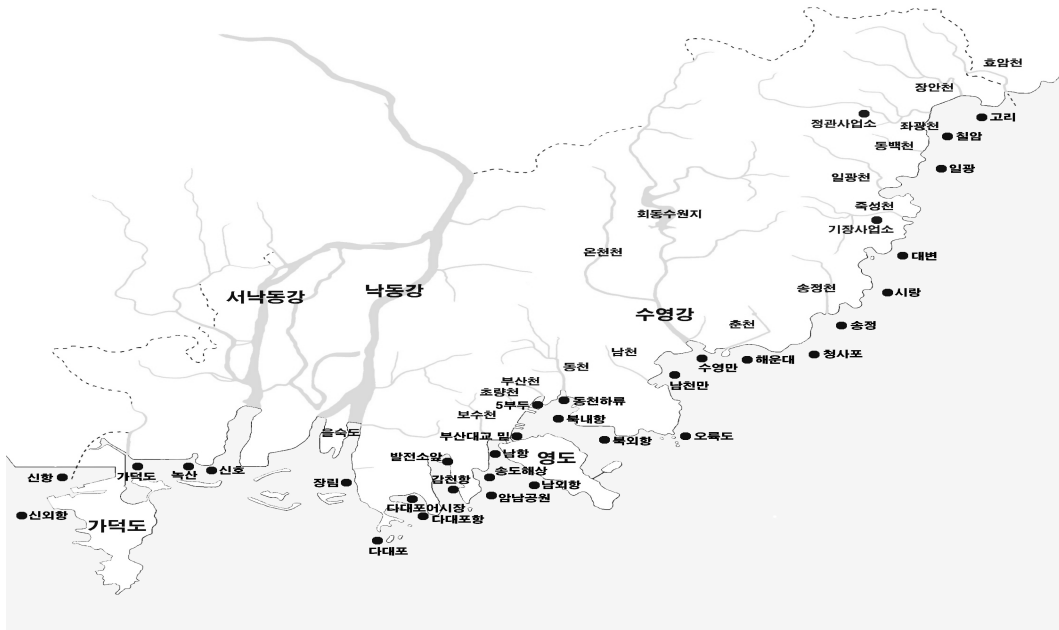 효암천
장안천
고리
정관사업소
좌광천
칠암
동백천
일광
일광천
죽성천
회동수원지
기장사업소
온천천
대변
송정천
시랑
서낙동강
낙동강
수영강
춘천
송정
남천
청사포
해운대
수영만
동천
남천만
부산천
초량천
5부두
동천하류
보수천
북내항
을숙도
부산대교 밑
북외항
오륙도
발전소앞
남항
영도
신호
가덕도
녹산
신항
송도해상
감천항
장림
남외항
암남공원
다대포어시장
신외항
가덕도
다대포항
다대포